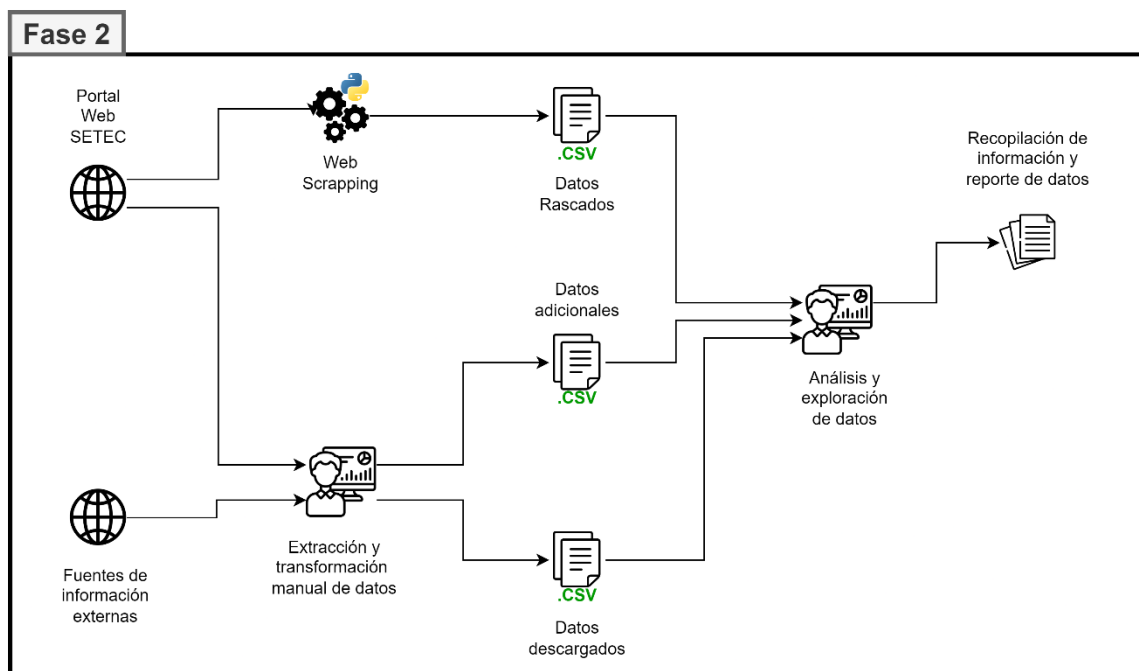 Fase 2
Portal
Web
SETEC
Web
Scrapping
.CSV
Datos
Rascados
Recopilación de
información y
reporte de datos
Datos
adicionales
.CSV
Análisis y
exploración
de datos
Extracción y
transformación
manual de datos
Fuentes de
información
externas
.CSV
Datos
descargados